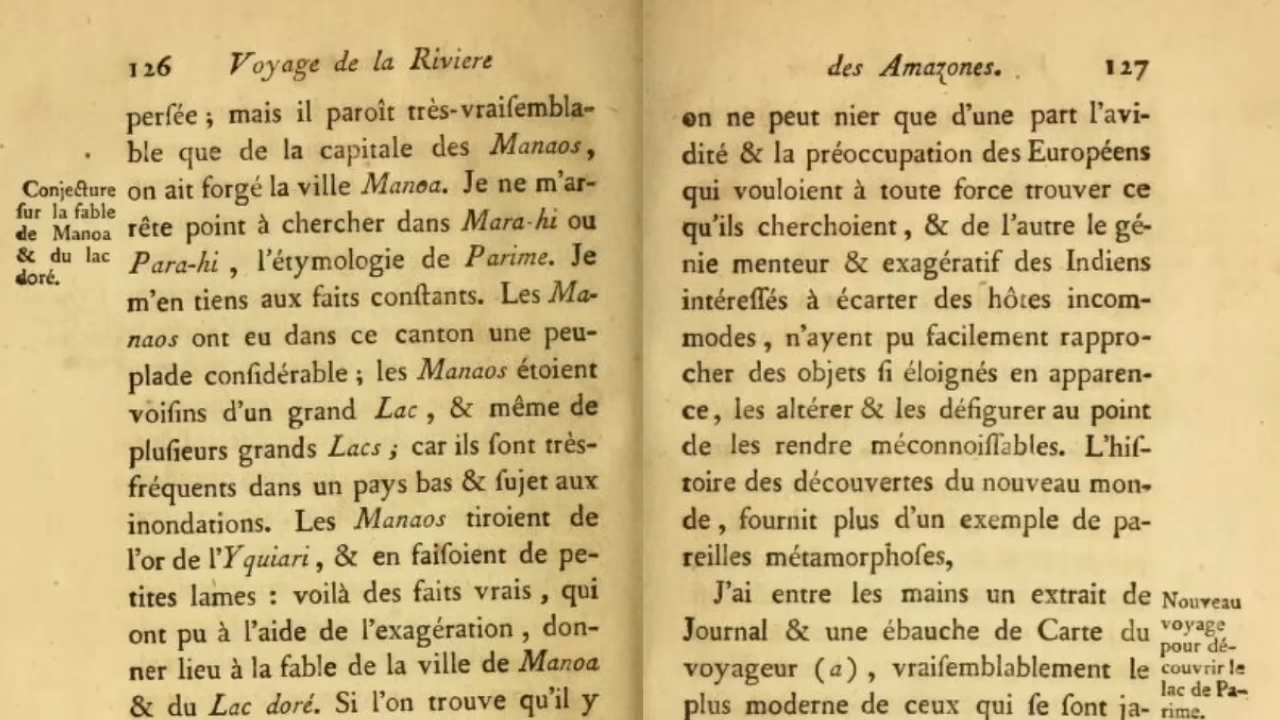 126 Voyage de la Riviere
perſée ; mais il paroît très-vraiſembla-
ble que de la capitale des Manaos,
on ait forgé la ville Manoa. Je ne m'ar-
rête point à chercher dans Mara-hi ou
Para-hi , l'étymologie de Parime. Je
m'en tiens aux faits conſtants. Les Ma-
naos ont eu dans ce canton une peu-
plade conſidérable ; les Manaos étoient
voiſins d'un grand Lac , & même de
pluſieurs grands Lacs ; car ils ſont très-
fréquents dans un pays bas & ſujet aux
inondations. Les Manaos tiroient de
l'or de l'Yquiari, & en faiſoient de pe-
tites lames : voilà des faits vrais , qui
ont pu à l'aide de l'exagération , don-
ner lieu à la fable de la ville de Manoa
& du Lac doré. Si l'on trouve qu'il y
Conjecture
ſur la fable
de Manoa
& du lac
doré.
des Amazones. 127
on ne peut nier que d'une part l'avi-
dité & la préoccupation des Européens
qui vouloient à toute force trouver ce
qu'ils cherchoient , & de l'autre le gé-
nie menteur & exagératif des Indiens
intéreſſés à écarter des hôtes incom-
modes , n'ayent pu facilement rappro-
cher des objets ſi éloignés en apparen-
ce, les altérer & les défigurer au point
de les rendre méconnoiſſables. L'hiſ-
toire des découvertes du nouveau mon-
de , fournit plus d'un exemple de pa-
reilles métamorphoſes,
J'ai entre les mains un extrait de
Journal & une ébauche de Carte du
voyageur (a) , vraiſemblablement le
plus moderne de ceux qui ſe ſont ja-
Nouveau
voyage
pour dé-
couvrir le
lac de Pa-
rime.